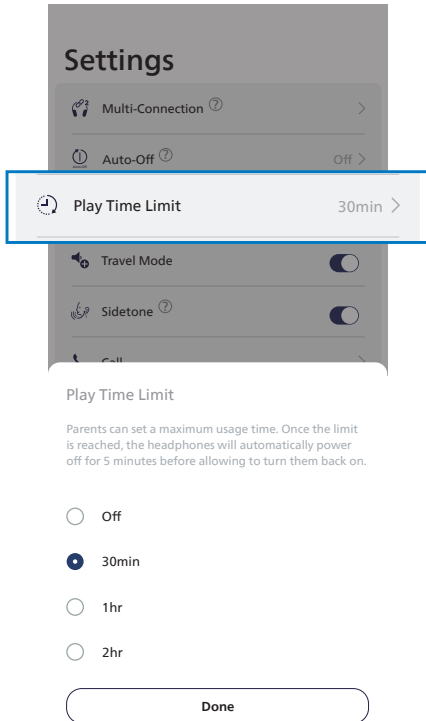 Settings
Multi-Connection ?
Auto-Off ?
Off >
Play Time Limit
30min >
Travel Mode
Sidetone ?
Call
Play Time Limit
Parents can set a maximum usage time. Once the limit
is reached, the headphones will automatically power
off for 5 minutes before allowing to turn them back on.
Off
30min
1hr
2hr
Done